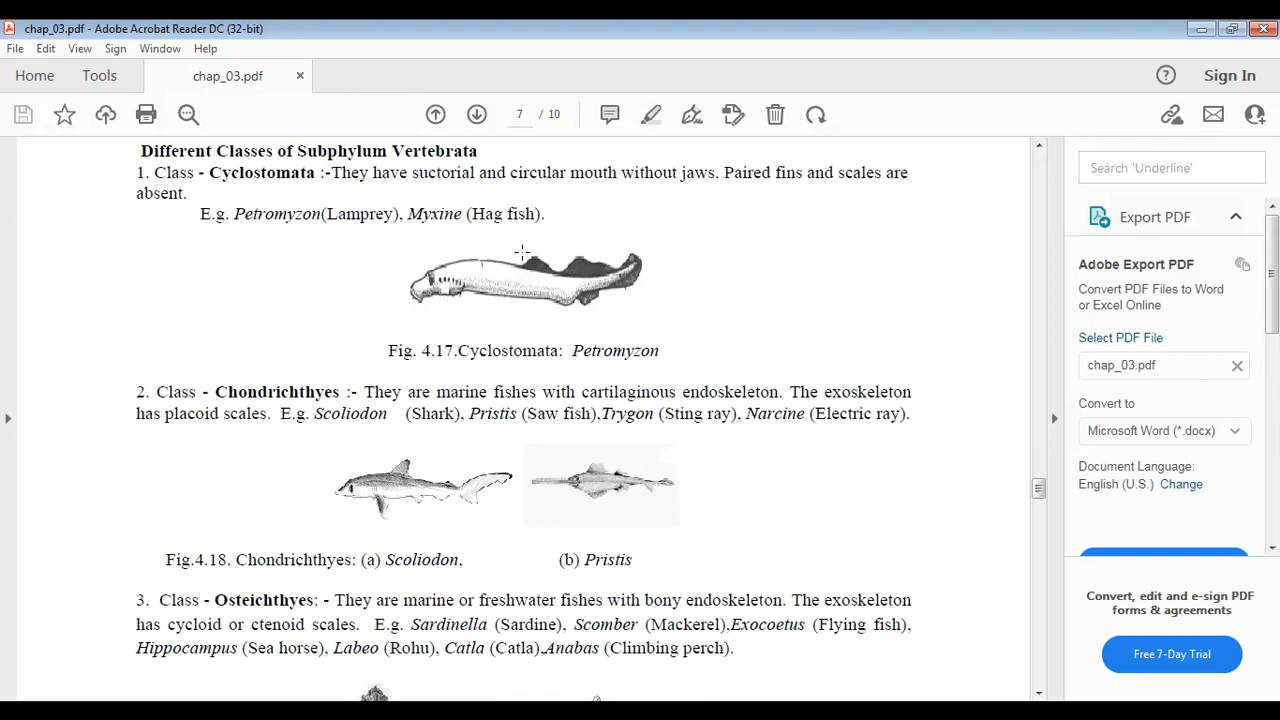 chap_03.pdf - Adobe Acrobat Reader DC (32-bit)
File Edit View Sign Window Help
Home Tools chap_03.pdf × Sign In
7 / 10
Different Classes of Subphylum Vertebrata
1. Class - Cyclostomata :-They have suctorial and circular mouth without jaws. Paired fins and scales are
absent.
E.g. Petromyzon(Lamprey), Myxine (Hag fish).
Fig. 4.17.Cyclostomata: Petromyzon
2. Class - Chondrichthyes :- They are marine fishes with cartilaginous endoskeleton. The exoskeleton
has placoid scales. E.g. Scoliodon (Shark), Pristis (Saw fish),Trygon (Sting ray), Narcine (Electric ray).
Fig.4.18. Chondrichthyes: (a) Scoliodon, (b) Pristis
3. Class - Osteichthyes: - They are marine or freshwater fishes with bony endoskeleton. The exoskeleton
has cycloid or ctenoid scales. E.g. Sardinella (Sardine), Scomber (Mackerel),Exocoetus (Flying fish),
Hippocampus (Sea horse), Labeo (Rohu), Catla (Catla),Anabas (Climbing perch).
Search 'Underline'
Export PDF
Adobe Export PDF
Convert PDF Files to Word
or Excel Online
Select PDF File
chap_03.pdf
Convert to
Microsoft Word (*.docx)
Document Language:
English (U.S.) Change
Convert, edit and e-sign PDF
forms & agreements
Free 7-Day Trial